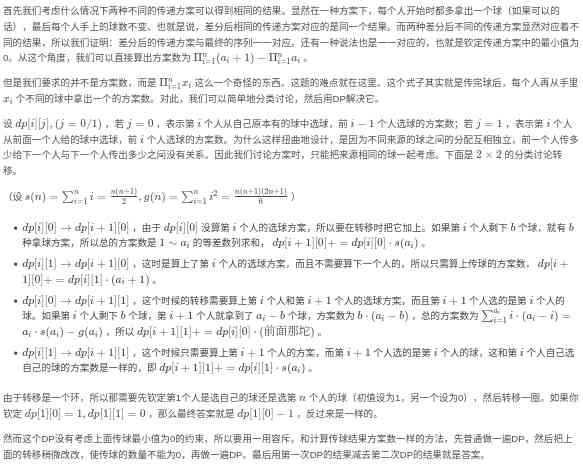 首先我们考虑什么情况下两种不同的传递方案可以得到相同的结果。显然在一种方案下，每个人开始时都多拿出一个球（如果可以的
话），最后每个人手上的球数不变。也就是说，差分后相同的传递方案对应的是同一个结果。而两种差分后不同的传递方案显然对应着不
同的结果，所以我们证明：差分后的传递方案与最终的序列一一对应。还有一种说法也是一一对应的，也就是钦定传递方案中的最小值为
0。从这个角度，我们可以直接算出方案数为 $\Pi_{i=1}^{n}(a_i+1)-\Pi_{i=1}^{n}a_i$ 。
但是我们要求的并不是方案数，而是 $\Pi_{i=1}^{n}x_i$ 这么一个奇怪的东西。这题的难点就在这里。这个式子其实就是传完球后，每个人再从手里
$x_i$ 个不同的球中拿出一个的方案数。对此，我们可以简单地分类讨论，然后用DP解决它。
设 $dp[i][j],(j=0/1)$ ，若 $j=0$ ，表示第 $i$ 个人从自己原本有的球中选球，前 $i-1$ 个人选球的方案数；若 $j=1$ ，表示第 $i$ 个人
从前面一个人给的球中选球，前 $i$ 个人选球的方案数。为什么这样扭曲地设计，是因为不同来源的球之间的分配互相独立，前一个人传多
少给下一个人与下一个人传出多少之间没有关系。因此我们讨论方案时，只能把来源相同的球一起考虑。下面是 $2\times2$ 的分类讨论转
移。
（设 $s(n)=\sum_{i=1}^{n}i=\frac{n(n+1)}{2},g(n)=\sum_{i=1}^{n}i^2=\frac{n(n+1)(2n+1)}{6}$ ）
• $dp[i][0]\to dp[i+1][0]$ ，由于 $dp[i][0]$ 没算第 $i$ 个人的选球方案，所以要在转移时把它加上。如果第 $i$ 个人剩下 $b$ 个球，就有 $b$
种拿球方案，所以总的方案数是 $1\sim a_i$ 的等差数列求和， $dp[i+1][0]+=dp[i][0]\cdot s(a_i)$ 。
• $dp[i][1]\to dp[i+1][0]$ ，这时是算上了第 $i$ 个人的选球方案，而且不需要算下一个人的，所以只需算上传球的方案数， $dp[i+$
$1][0]+=dp[i][1]\cdot(a_i+1)$ 。
• $dp[i][0]\to dp[i+1][1]$ ，这个时候的转移需要算上第 $i$ 个人和第 $i+1$ 个人的选球方案，而且第 $i+1$ 个人选的是第 $i$ 个人的
球。如果第 $i$ 个人剩下 $b$ 个球，第 $i+1$ 个人就拿到了 $a_i-b$ 个球，方案数为 $b\cdot(a_i-b)$ ，总的方案数为 $\sum_{i=1}^{a_i}i\cdot(a_i-i)=$
$a_i\cdot s(a_i)-g(a_i)$ ，所以 $dp[i+1][1]+=dp[i][0]\cdot(前面那坨)$ 。
• $dp[i][1]\to dp[i+1][1]$ ，这个时候只需要算上第 $i+1$ 个人的方案，而第 $i+1$ 个人选的是第 $i$ 个人的球，这和第 $i$ 个人自己选
自己的球的方案数是一样的，即 $dp[i+1][1]+=dp[i][1]\cdot s(a_i)$ 。
由于转移是一个环，所以那需要先钦定第1个人是选自己的球还是选第 $n$ 个人的球（初值设为1，另一个设为0），然后转移一圈。如果你
钦定 $dp[1][0]=1,dp[1][1]=0$ ，那么最终答案就是 $dp[1][0]-1$ ，反过来是一样的。
然而这个DP没有考虑上面传球最小值为0的约束，所以要用一用容斥。和计算传球结果方案数一样的方法，先普通做一遍DP，然后把上
面的转移稍微改改，使传球的数量不能为0，再做一遍DP。最后用第一次DP的结果减去第二次DP的结果就是答案。